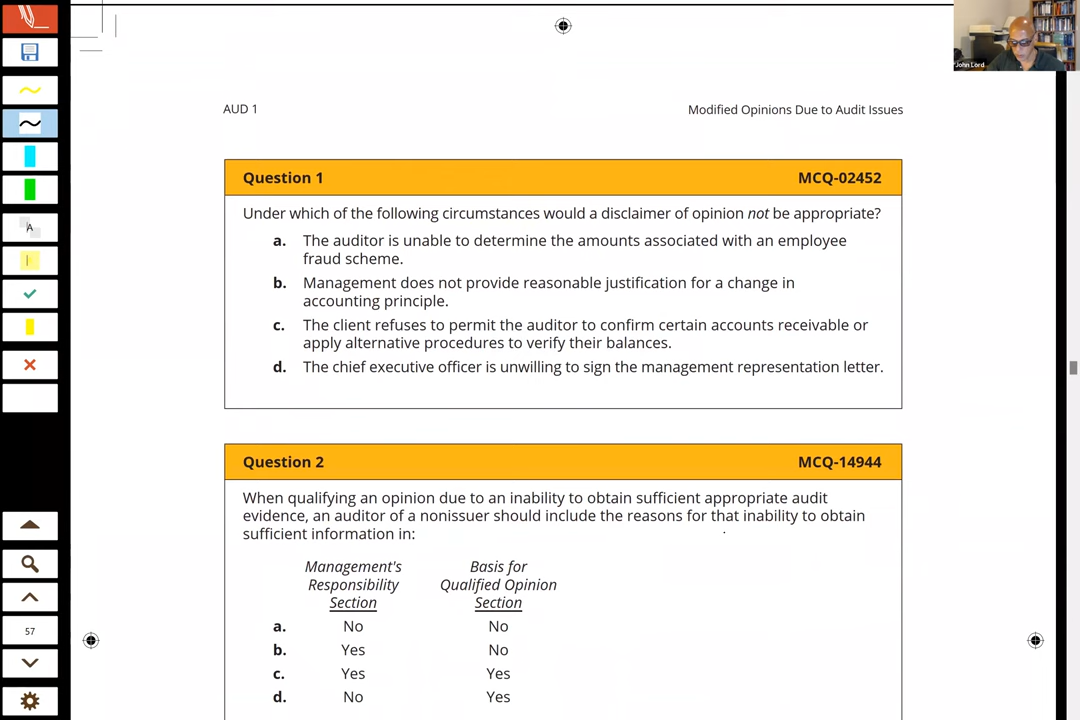 John Lord
AUD 1
Modified Opinions Due to Audit Issues
Question 1
MCQ-02452
Under which of the following circumstances would a disclaimer of opinion not be appropriate?
a. The auditor is unable to determine the amounts associated with an employee
fraud scheme.
b. Management does not provide reasonable justification for a change in
accounting principle.
c. The client refuses to permit the auditor to confirm certain accounts receivable or
apply alternative procedures to verify their balances.
d. The chief executive officer is unwilling to sign the management representation letter.
Question 2
MCQ-14944
When qualifying an opinion due to an inability to obtain sufficient appropriate audit
evidence, an auditor of a nonissuer should include the reasons for that inability to obtain
sufficient information in:
Management's Basis for
Responsibility Qualified Opinion
Section Section
a. No No
b. Yes No
c. Yes Yes
d. No Yes
A
57